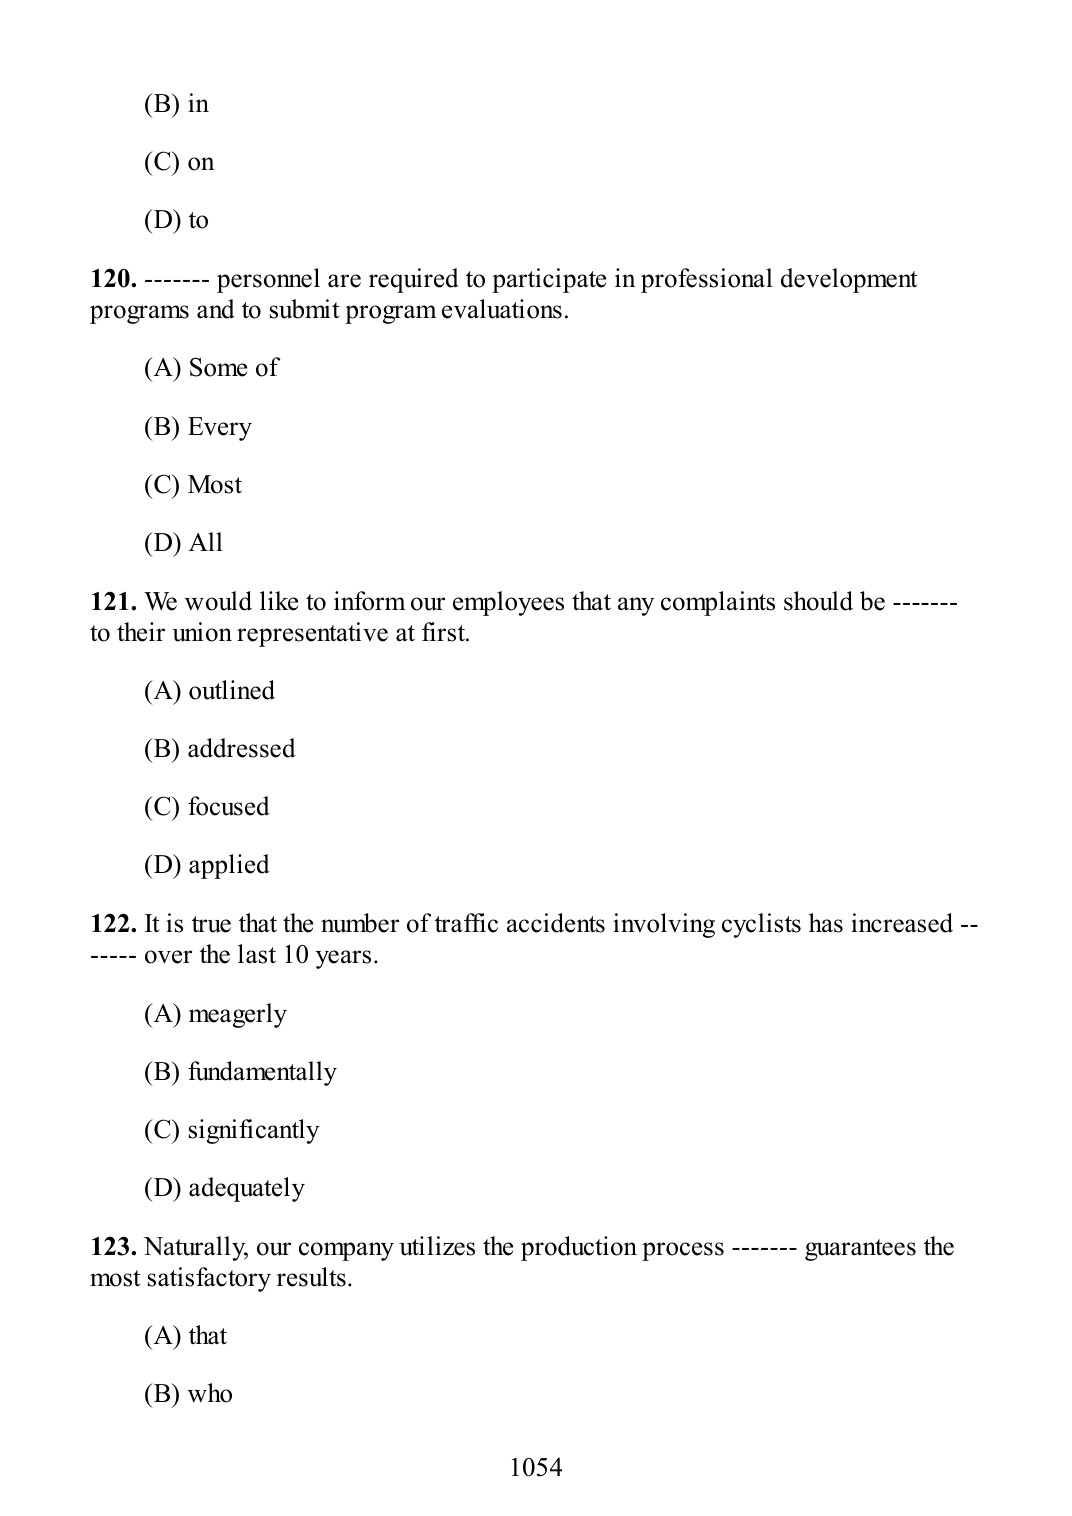 (B) in
(C) on
(D) to
120. ------- personnel are required to participate in professional development
programs and to submit program evaluations.
(A) Some of
(B) Every
(C) Most
(D) All
121. We would like to inform our employees that any complaints should be -------
to their union representative at first.
(A) outlined
(B) addressed
(C) focused
(D) applied
122. It is true that the number of traffic accidents involving cyclists has increased --
----- over the last 10 years.
(A) meagerly
(B) fundamentally
(C) significantly
(D) adequately
123. Naturally, our company utilizes the production process ------- guarantees the
most satisfactory results.
(A) that
(B) who
1054